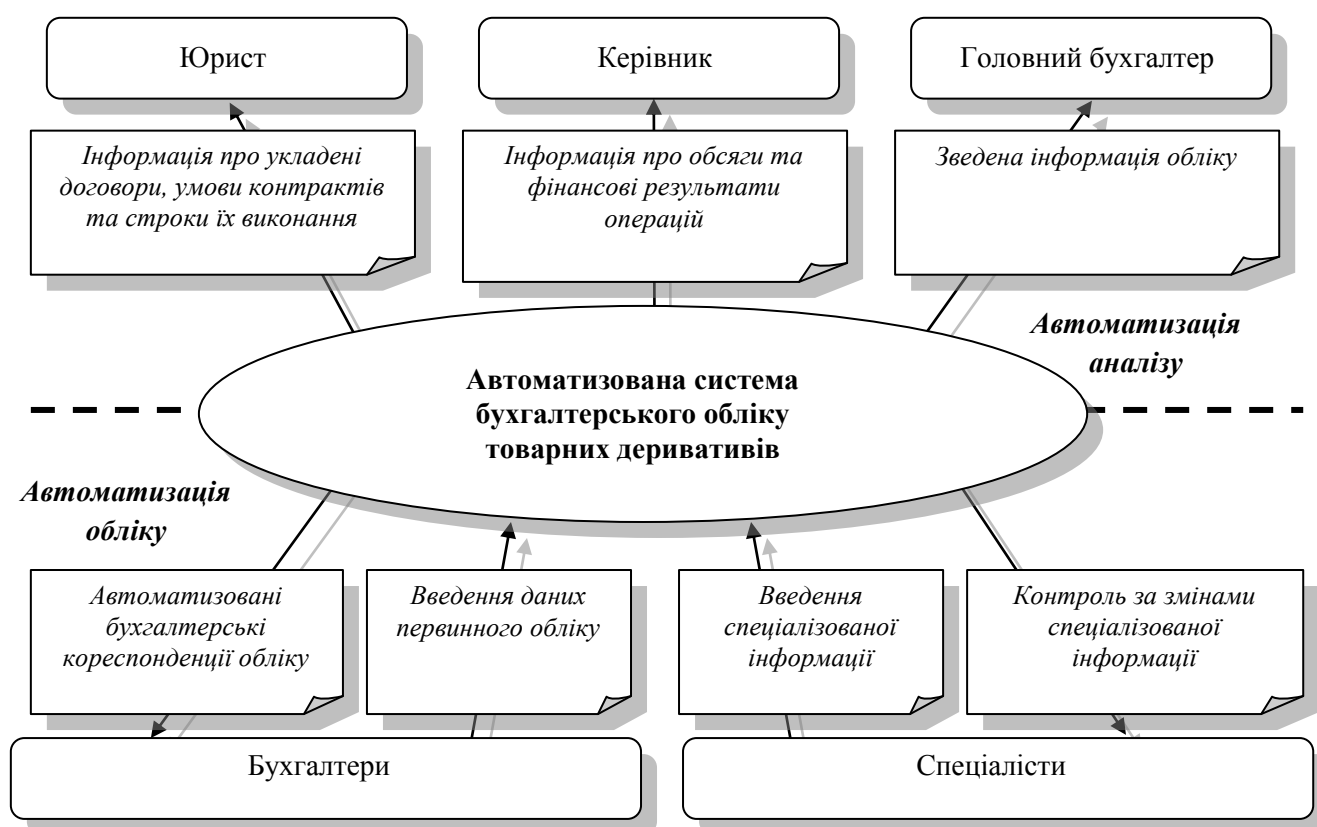 Юрист
Керівник
Головний бухгалтер
Інформація про укладені
договори, умови контрактів
та строки їх виконання
Інформація про обсяги та
фінансові результати
операцій
Зведена інформація обліку
Автоматизація
аналізу
Автоматизована система
бухгалтерського обліку
товарних деривативів
Автоматизація
обліку
Автоматизовані
бухгалтерські
кореспонденції обліку
Введення даних
первинного обліку
Введення
спеціалізованої
інформації
Контроль за змінами
спеціалізованої
інформації
Бухгалтери
Спеціалісти